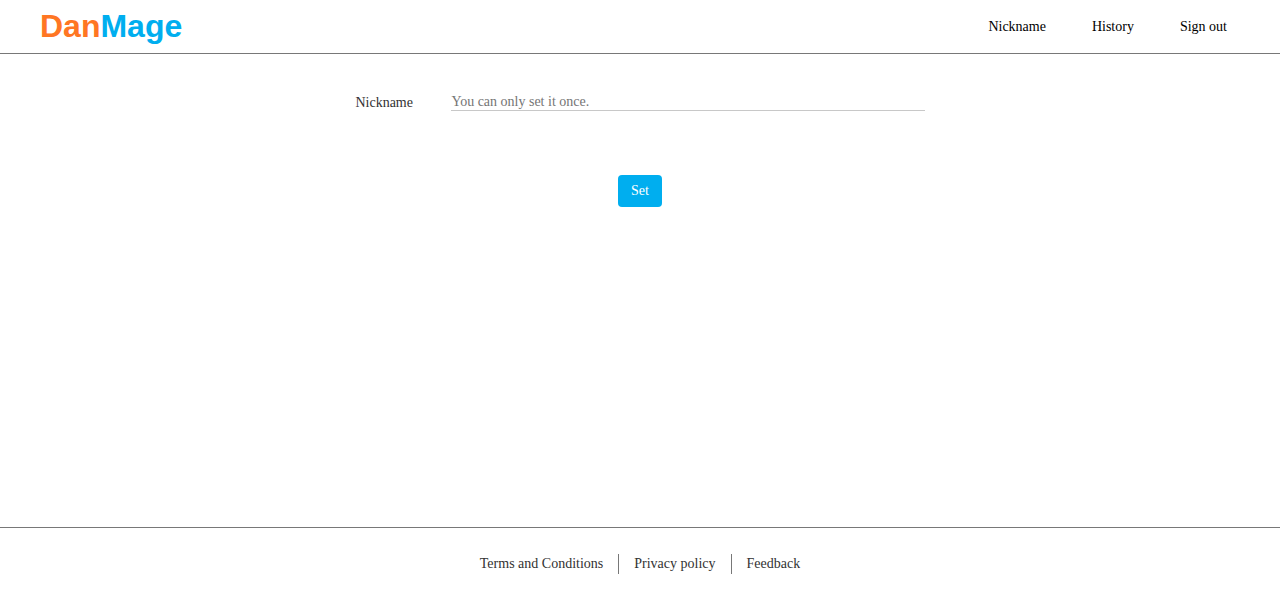 DanMage
Nickname
History
Sign out
Nickname
You can only set it once.
Set
Terms and Conditions
Privacy policy
Feedback